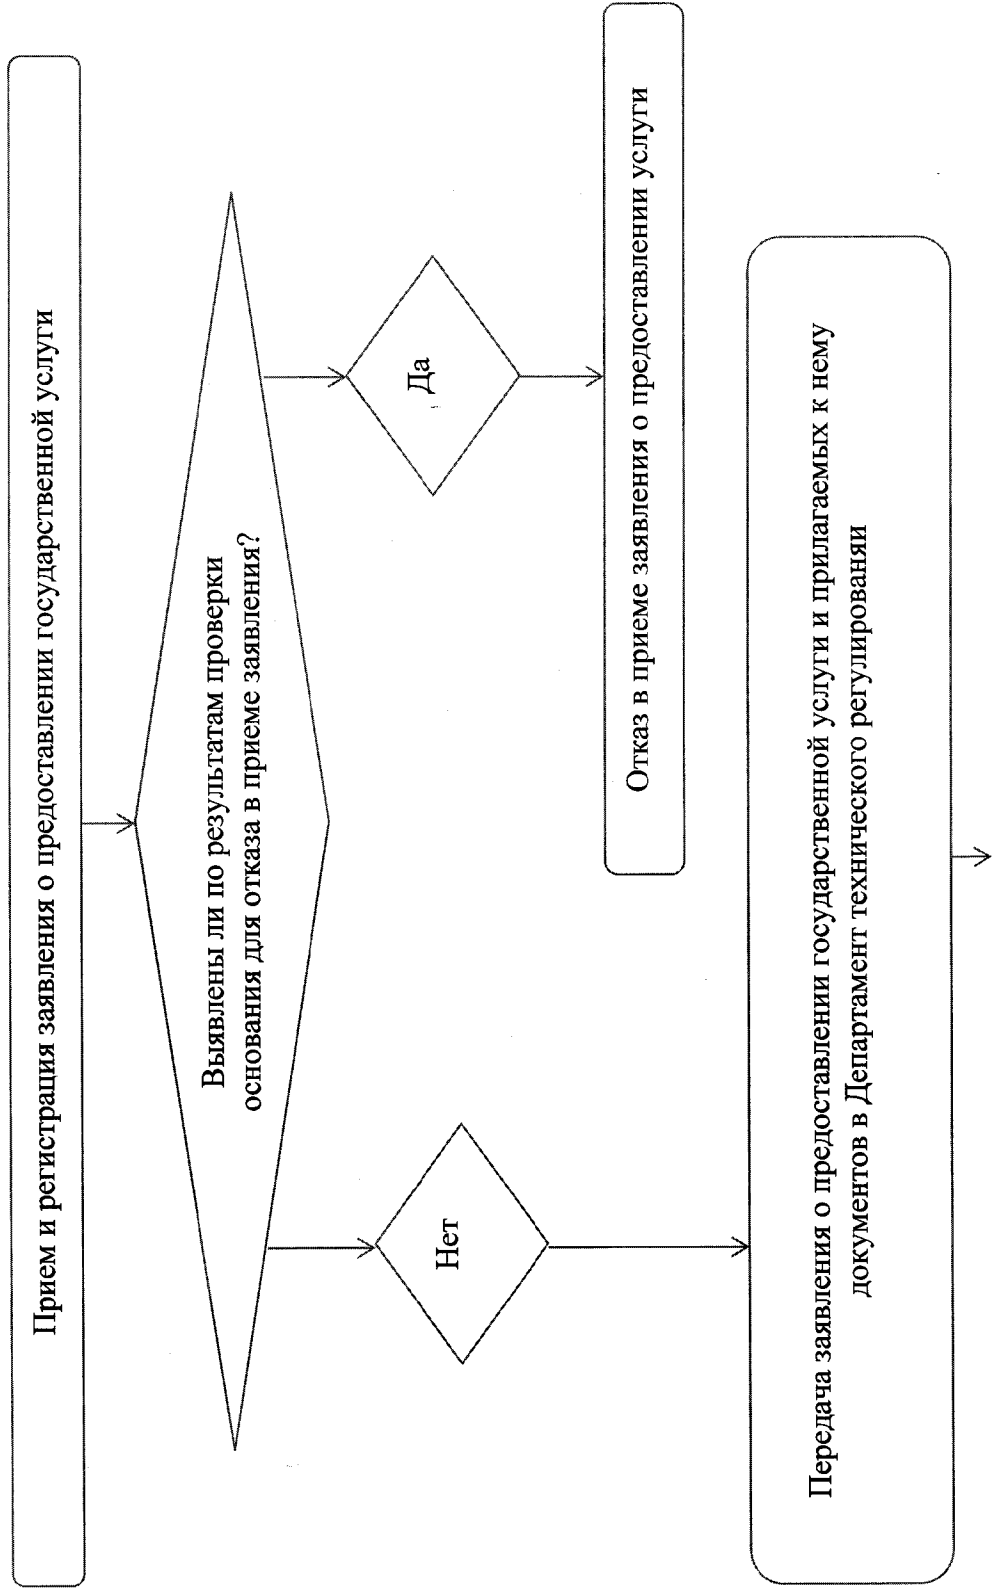 Прием и регистрация заявления о предоставлении государственной услуги
Выявлены ли по результатам проверки
основания для отказа в приеме заявления?
Да
Нет
Отказ в приеме заявления о предоставлении услуги
Передача заявления о предоставлении государственной услуги и прилагаемых к нему
документов в Департамент технического регулированяи